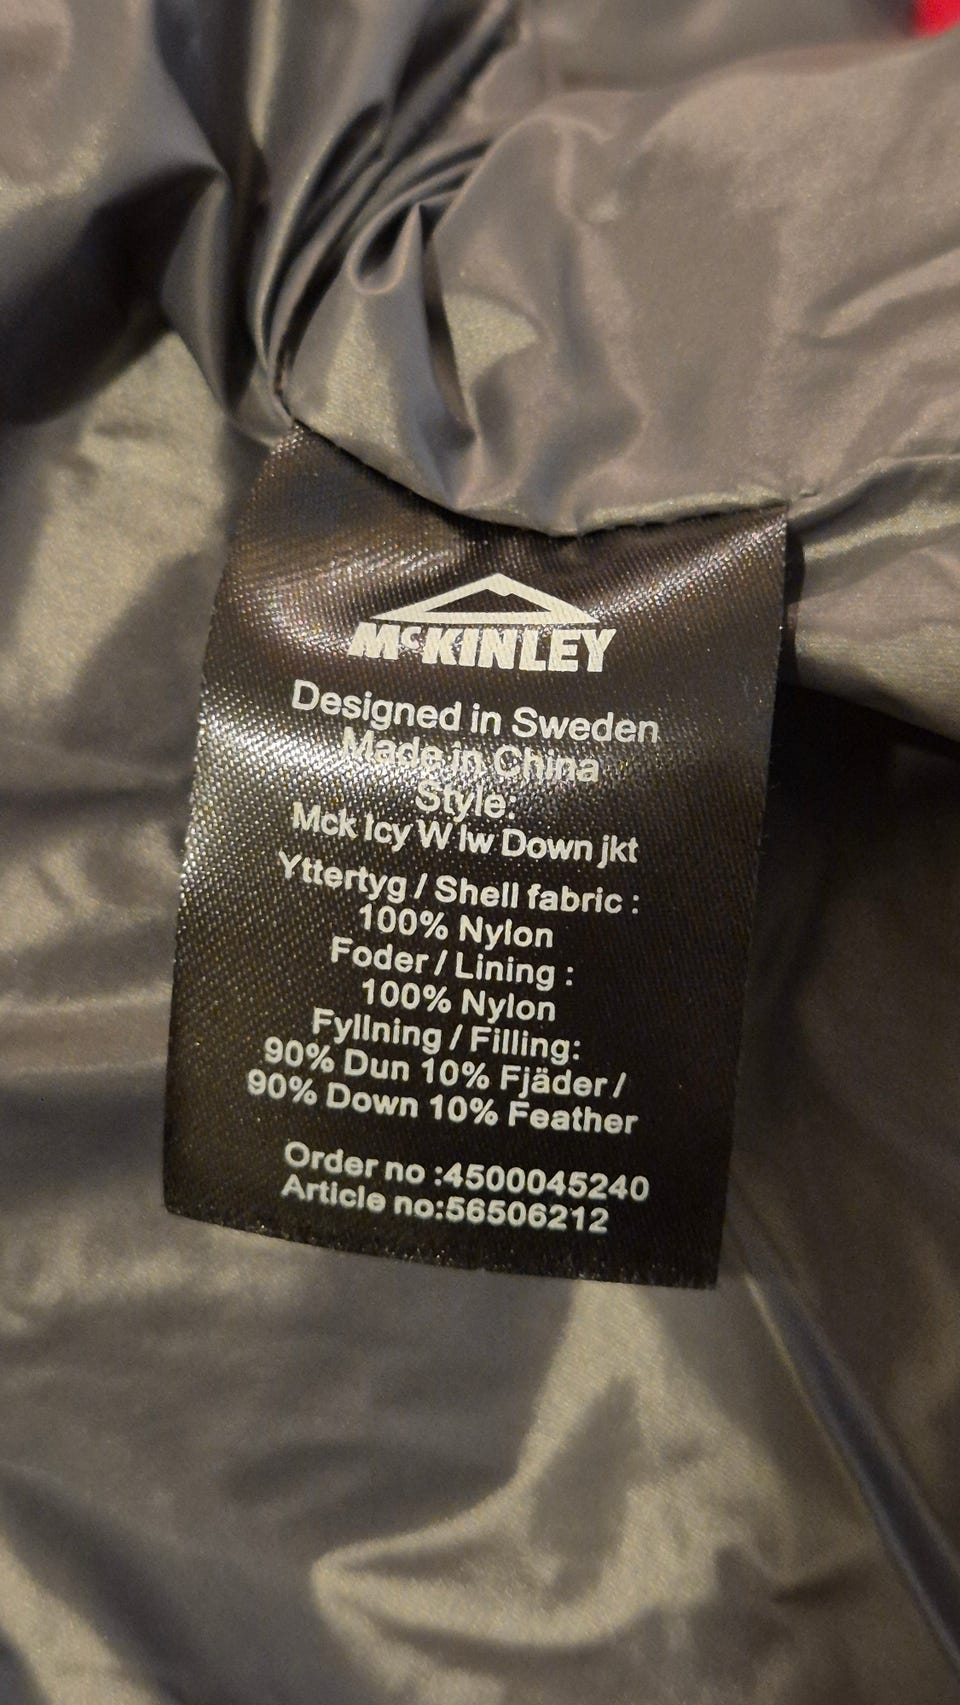 McKINLEY
Designed in Sweden
Made in China
Style:
Mck Icy W lw Down jkt
Yttertyg / Shell fabric :
100% Nylon
Foder / Lining :
100% Nylon
Fyllning / Filling:
90% Dun 10% Fjäder /
90% Down 10% Feather
Order no :4500045240
Article no:56506212